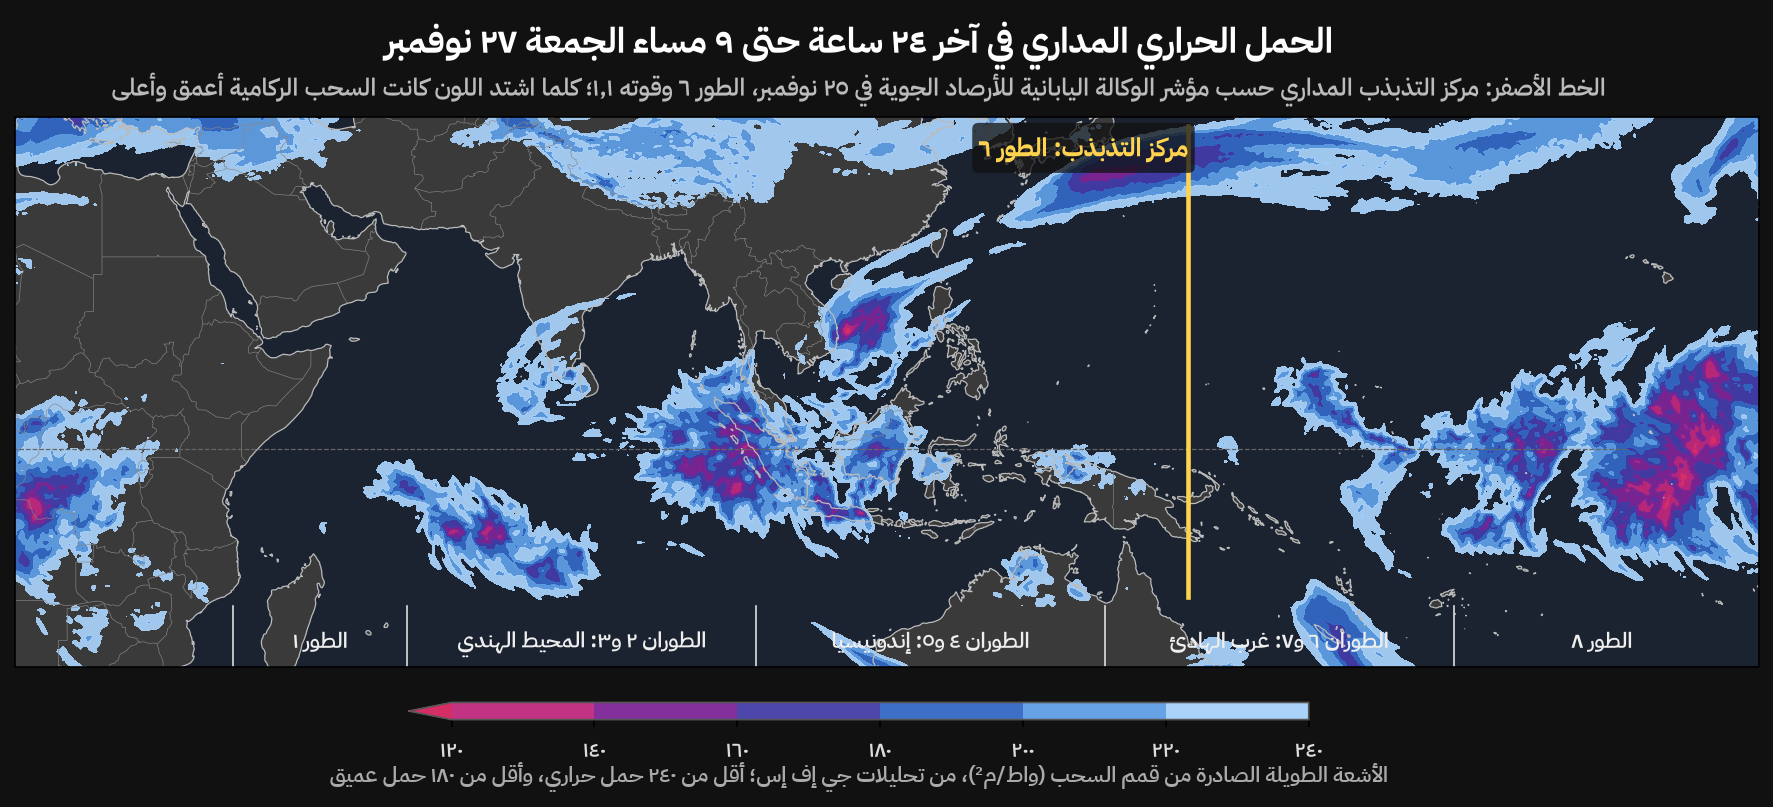 الحمل الحراري المداري في آخر ٢٤ ساعة حتى ٩ مساء الجمعة ٢٧ نوفمبر
الخط الأصفر: مركز التذبذب المداري حسب مؤشر الوكالة اليابانية للأرصاد الجوية في ٢٥ نوفمبر، الطور ٦ وقوته ١,١؛ كلما اشتد اللون كانت السحب الركامية أعمق وأعلى
مركز التذبذب: الطور ٦
الطور ١
الطوران ٢ و٣: المحيط الهندي
الطوران ٤ و٥: إندونيسيا
الطوران ٦ و٧: غرب الهادئ
الطور ٨
١٢٠ ١٤٠ ١٦٠ ١٨٠ ٢٠٠ ٢٢٠ ٢٤٠
الأشعة الطويلة الصادرة من قمم السحب (واط/م²)، من تحليلات جي إف إس؛ أقل من ٢٤٠ حمل حراري، وأقل من ١٨٠ حمل عميق